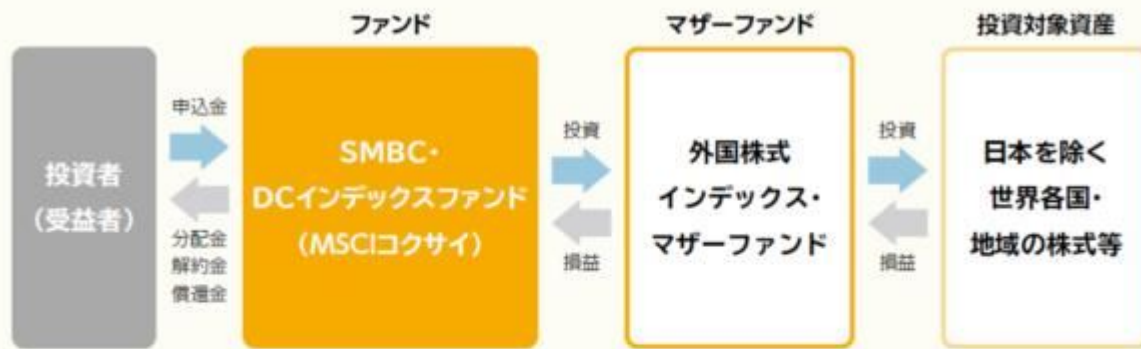 ファンド
マザーファンド
投資対象資産
投資者
（受益者）
申込金
分配金
解約金
償還金
SMBC・
DCインデックスファンド
（MSCIコクサイ）
投資
損益
外国株式
インデックス・
マザーファンド
投資
損益
日本を除く
世界各国・
地域の株式等